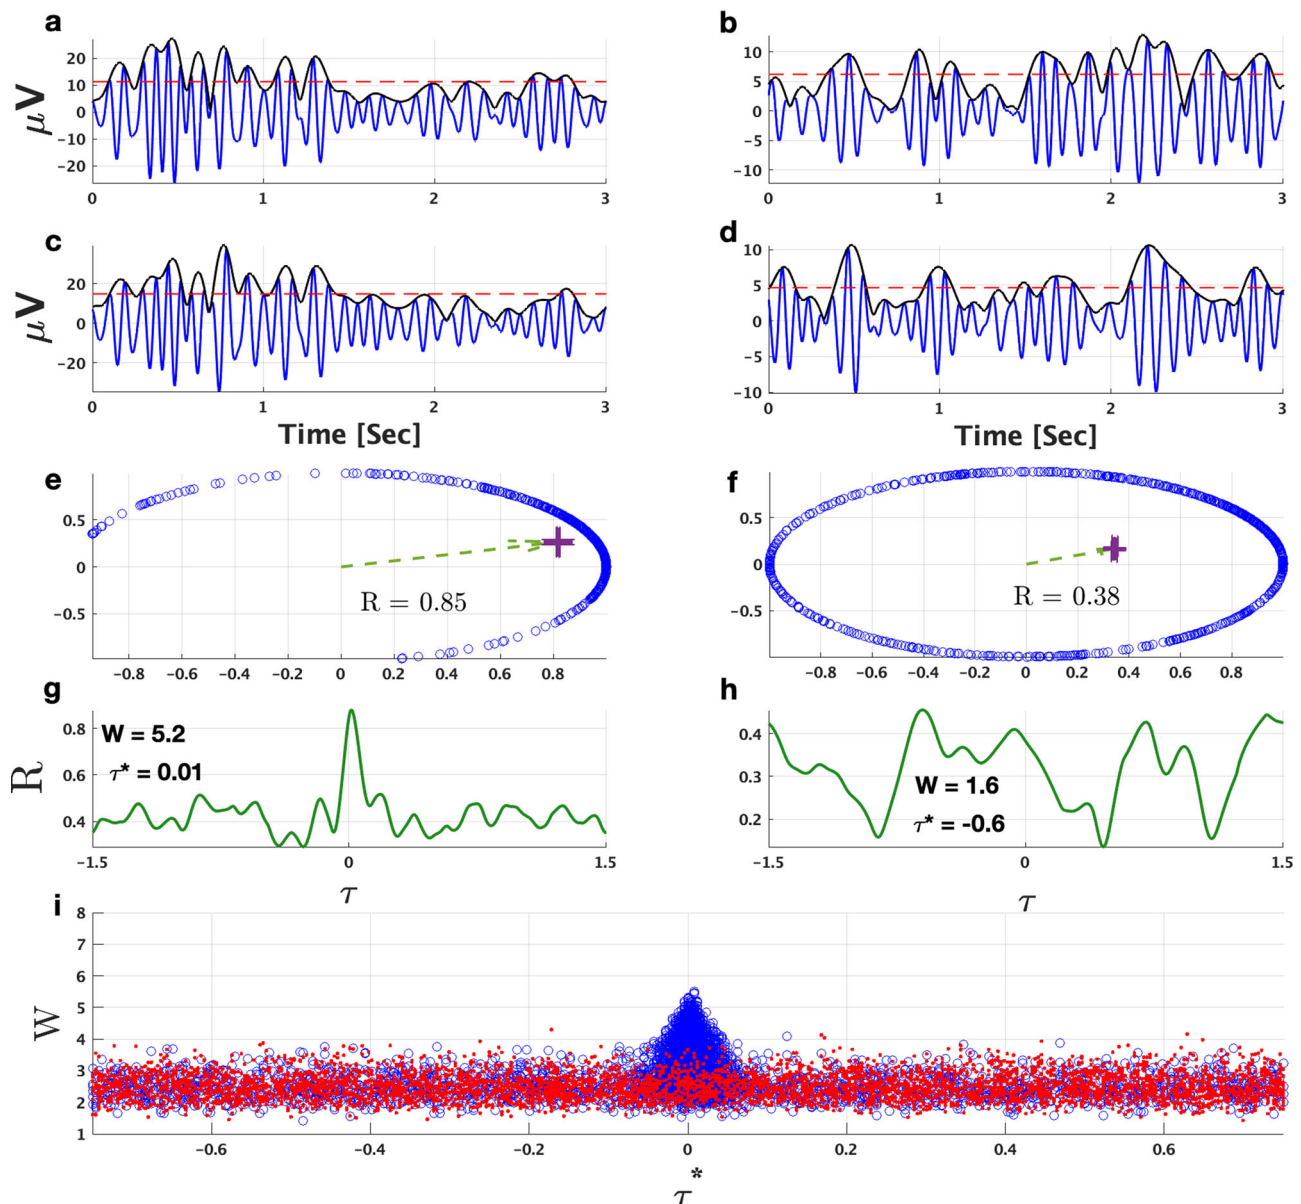 a
b
20
10
0
−10
−20
μV
0 1 2 3
10
5
0
−5
−10
0 1 2 3
c
d
20
0
−20
μV
0 1 2 3
Time [Sec]
10
5
0
−5
−10
0 1 2 3
Time [Sec]
e
f
0.5
0
−0.5
R = 0.85
−0.8 −0.6 −0.4 −0.2 0 0.2 0.4 0.6 0.8
0.5
0
−0.5
R = 0.38
−0.8 −0.6 −0.4 −0.2 0 0.2 0.4 0.6 0.8
g
h
0.8
0.6
0.4
R
W = 5.2
τ* = 0.01
−1.5 0 1.5
τ
0.4
0.3
0.2
W = 1.6
τ* = -0.6
−1.5 0 1.5
τ
i
8
7
6
5
4
3
2
1
W
−0.6 −0.4 −0.2 0 0.2 0.4 0.6
τ*